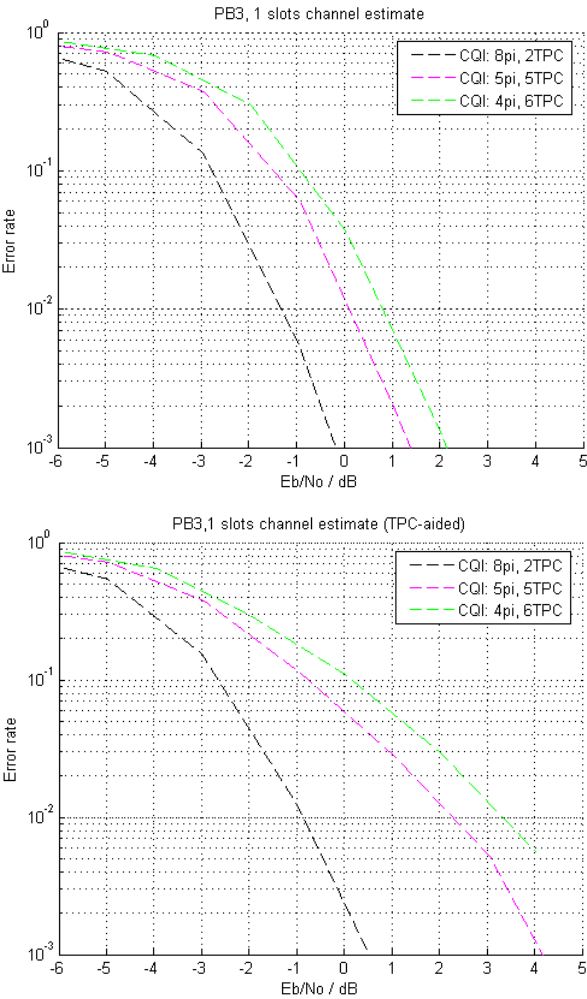 PB3, 1 slots channel estimate
10^0
10^-1
10^-2
10^-3
Error rate
CQI: 8pi, 2TPC
CQI: 5pi, 5TPC
CQI: 4pi, 6TPC
-6 -5 -4 -3 -2 -1 0 1 2 3 4 5
Eb/No / dB
PB3,1 slots channel estimate (TPC-aided)
10^0
10^-1
10^-2
10^-3
Error rate
CQI: 8pi, 2TPC
CQI: 5pi, 5TPC
CQI: 4pi, 6TPC
-6 -5 -4 -3 -2 -1 0 1 2 3 4 5
Eb/No / dB